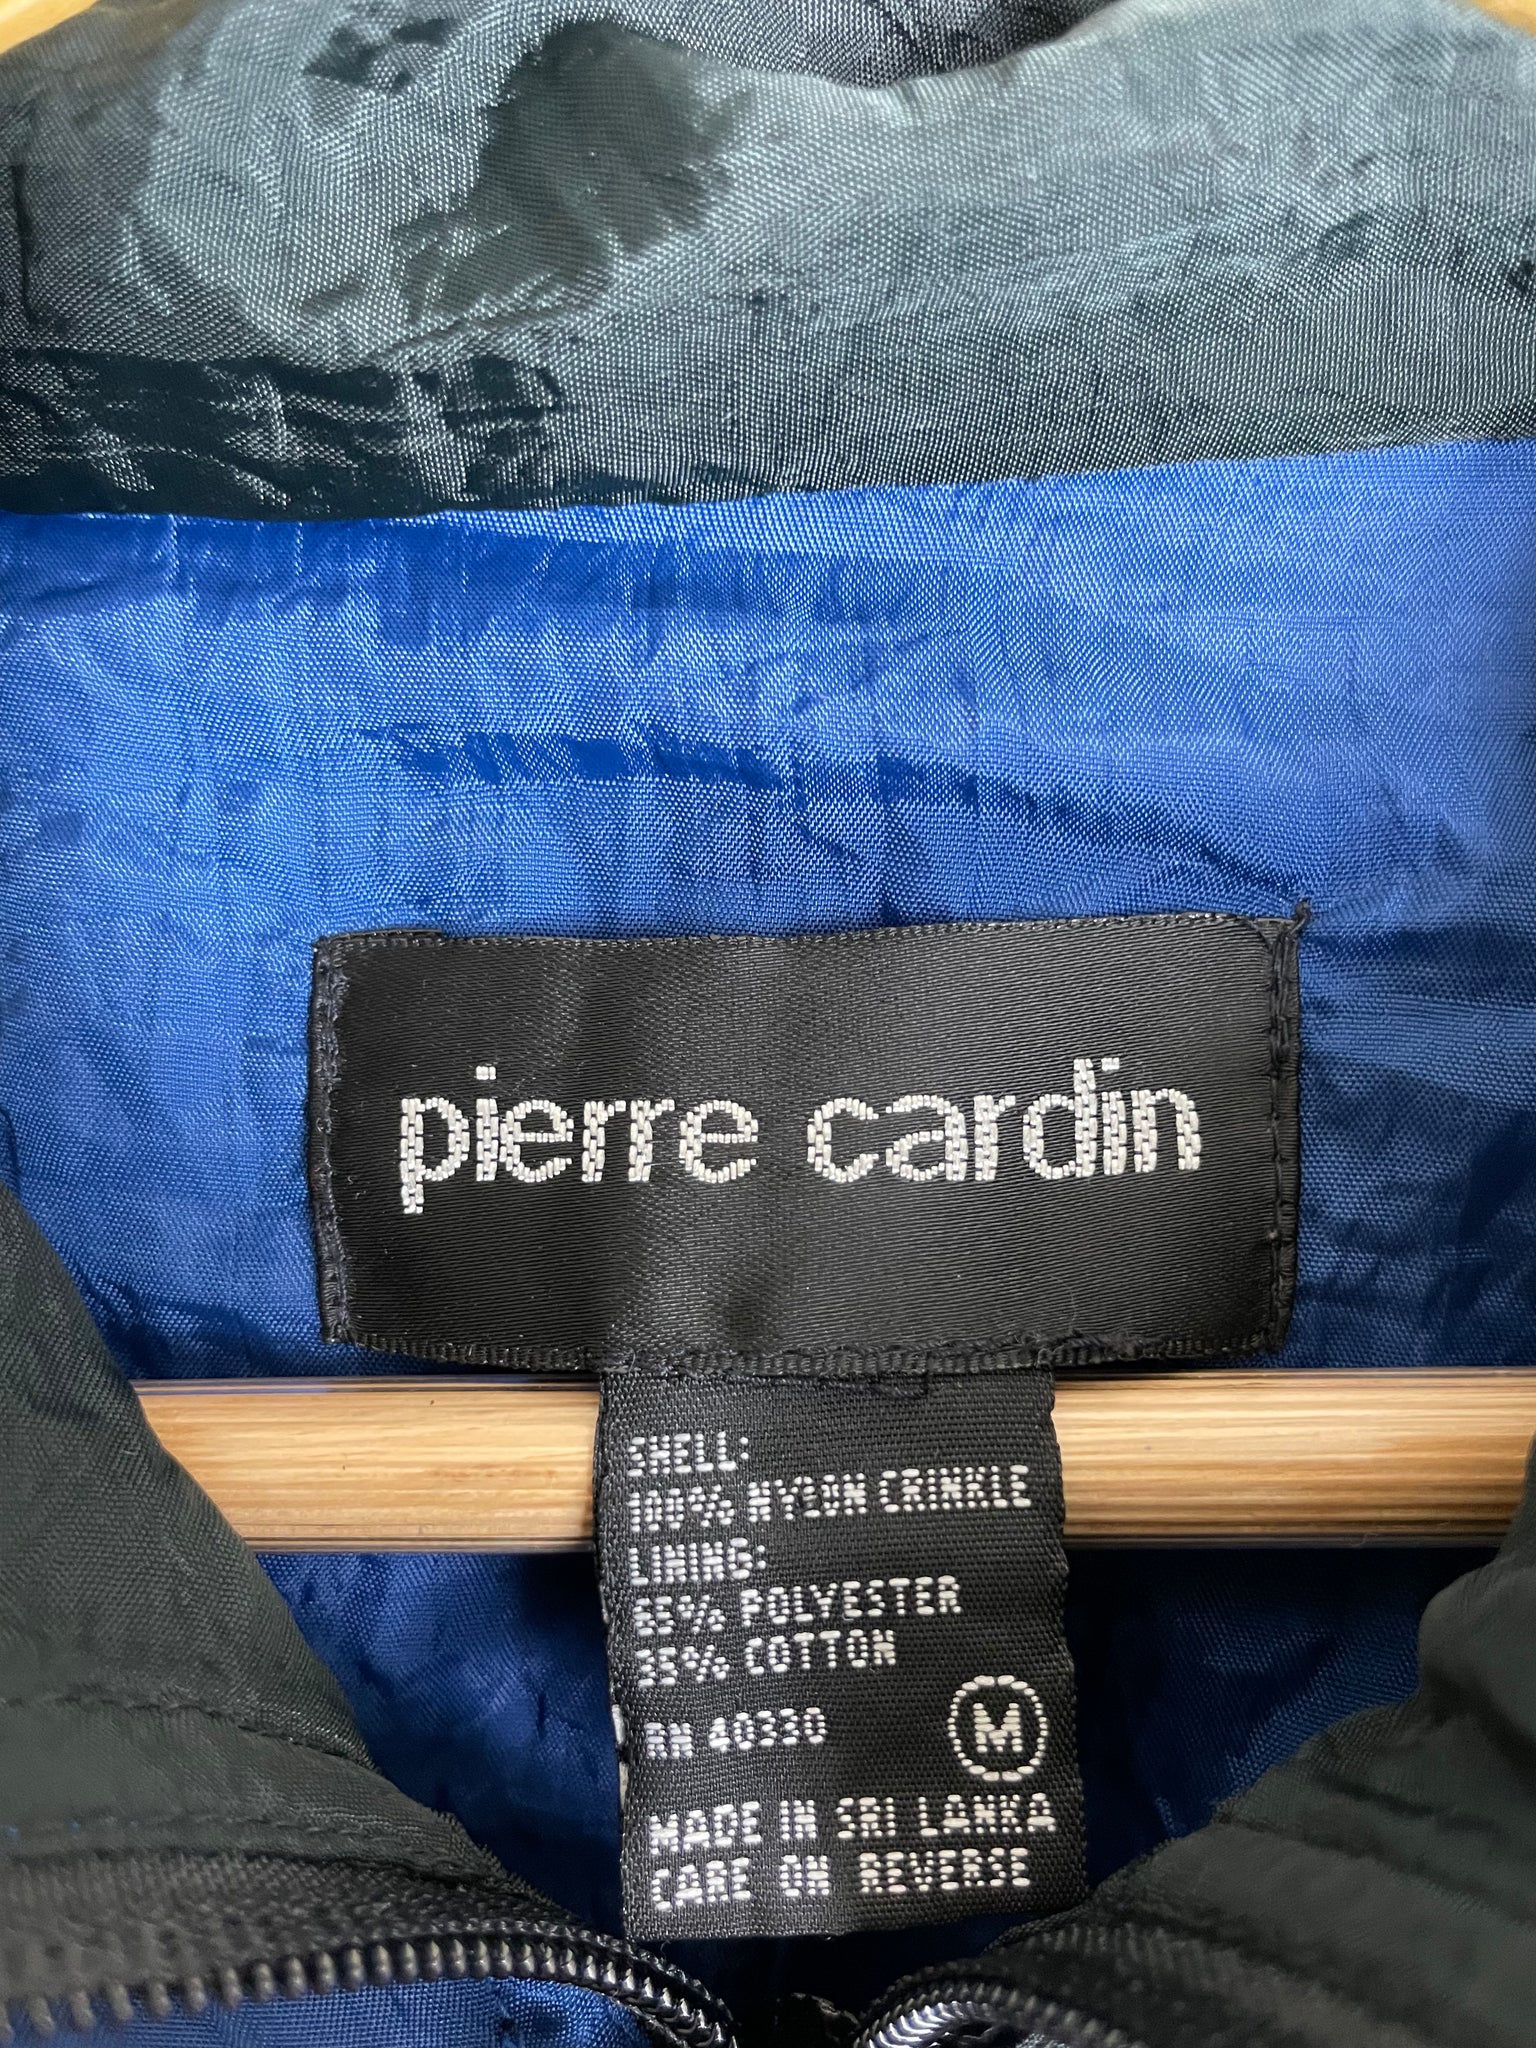 pierre cardin
SHELL:
100% NYLON CRINKLE
LINING:
65% POLYESTER
35% COTTON
RN 40330
M
MADE IN SRI LANKA
CARE ON REVERSE